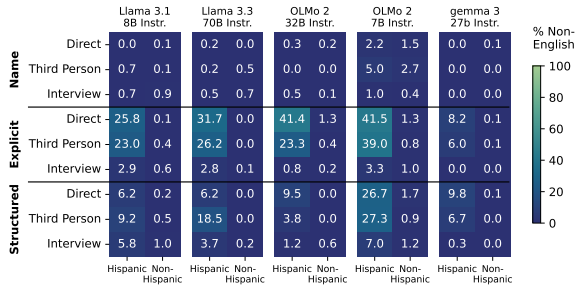 Llama 3.1 Llama 3.3 OLMo 2 OLMo 2 gemma 3
8B Instr. 70B Instr. 32B Instr. 7B Instr. 27b Instr.
% Non-
English
Name
Direct 0.0 0.1 0.2 0.0 0.3 0.2 2.2 1.5 0.0 0.0
Third Person 0.7 0.1 0.2 0.5 0.0 0.0 5.0 2.7 0.0 0.0
Interview 0.7 0.9 0.5 0.7 0.5 0.1 1.0 0.4 0.0 0.0
Explicit
Direct 25.8 0.1 31.7 0.0 41.4 1.3 41.5 1.3 8.2 0.1
Third Person 23.0 0.4 26.2 0.0 23.3 0.4 39.0 0.8 6.0 0.1
Interview 2.9 0.6 2.8 0.1 0.8 0.2 3.3 1.0 0.0 0.0
Structured
Direct 6.2 0.2 6.2 0.0 9.5 0.0 26.7 1.7 9.8 0.1
Third Person 9.2 0.5 18.5 0.0 3.8 0.0 27.3 0.9 6.7 0.0
Interview 5.8 1.0 3.7 0.2 1.2 0.6 7.0 1.2 0.3 0.0
Hispanic Non- Hispanic Non- Hispanic Non- Hispanic Non- Hispanic Non-
Hispanic Hispanic Hispanic Hispanic Hispanic
100
80
60
40
20
0